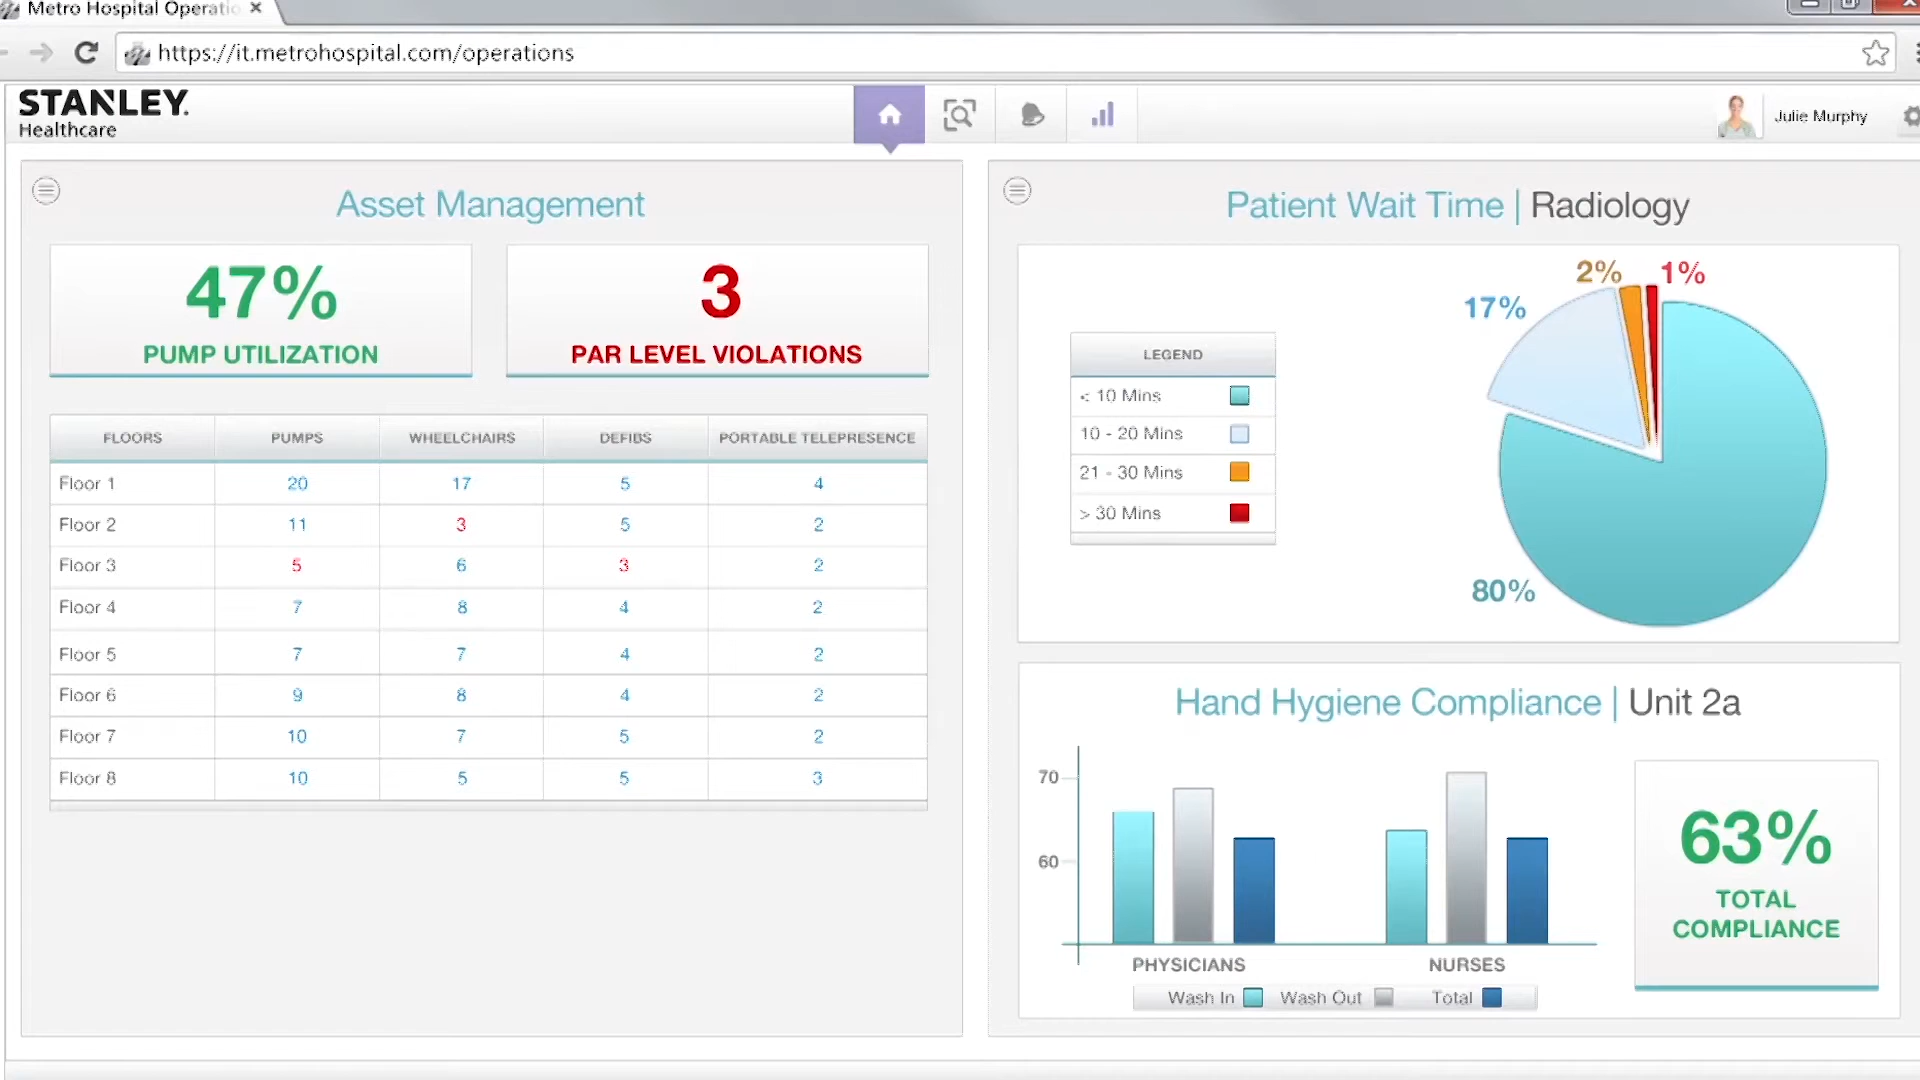 Metro Hospital Operatio
https://it.metrohospital.com/operations
STANLEY.
Healthcare
Julie Murphy
Asset Management
47%
PUMP UTILIZATION
3
PAR LEVEL VIOLATIONS
FLOORS PUMPS WHEELCHAIRS DEFIBS PORTABLE TELEPRESENCE
Floor 1 20 17 5 4
Floor 2 11 3 5 2
Floor 3 5 6 3 2
Floor 4 7 8 4 2
Floor 5 7 7 4 2
Floor 6 9 8 4 2
Floor 7 10 7 5 2
Floor 8 10 5 5 3
Patient Wait Time | Radiology
LEGEND
< 10 Mins
10 - 20 Mins
21 - 30 Mins
> 30 Mins
2% 1%
17%
80%
Hand Hygiene Compliance | Unit 2a
70
60
PHYSICIANS NURSES
Wash In Wash Out Total
63%
TOTAL
COMPLIANCE